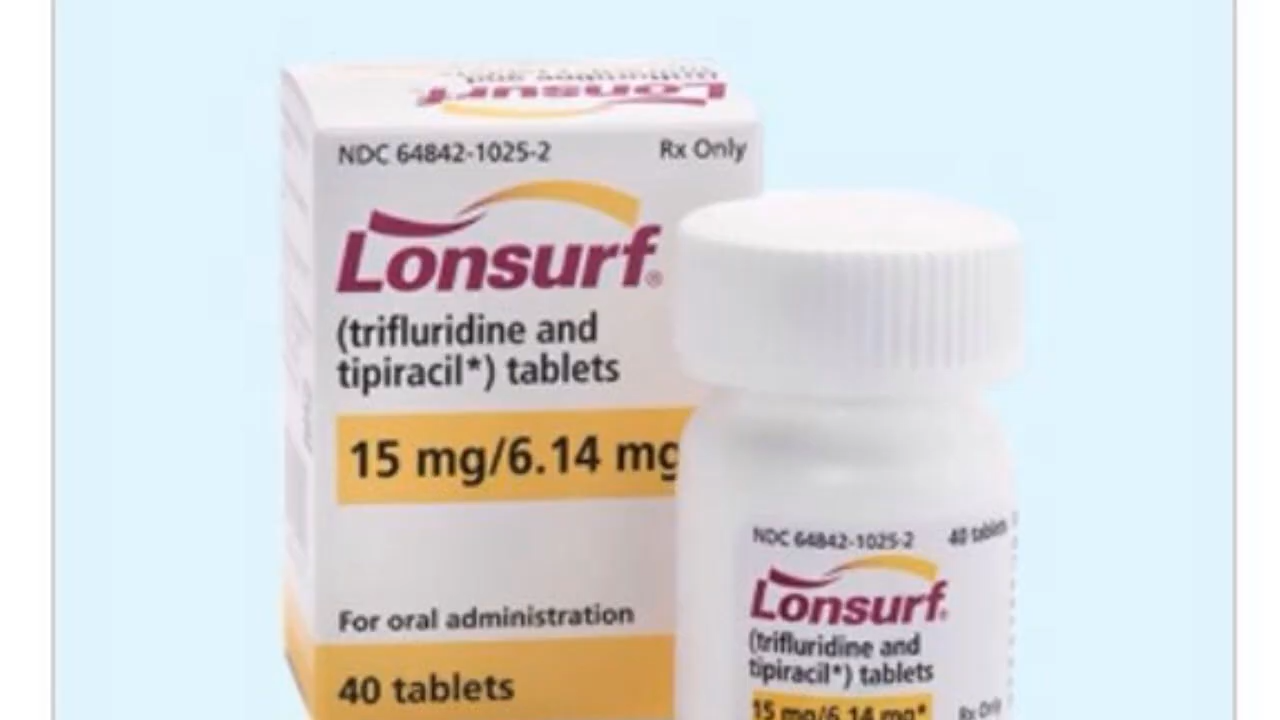 Lonsurf
NDC 64842-1025-2 Rx Only
Lonsurf®
(trifluridine and
tipiracil*) tablets
15 mg/6.14 mg
For oral administration
40 tablets
NDC 64842-1025-2 40 tablets
Lonsurf®
(trifluridine and
tipiracil*) tablets
15 mg/6.14 mg*
Rx Only